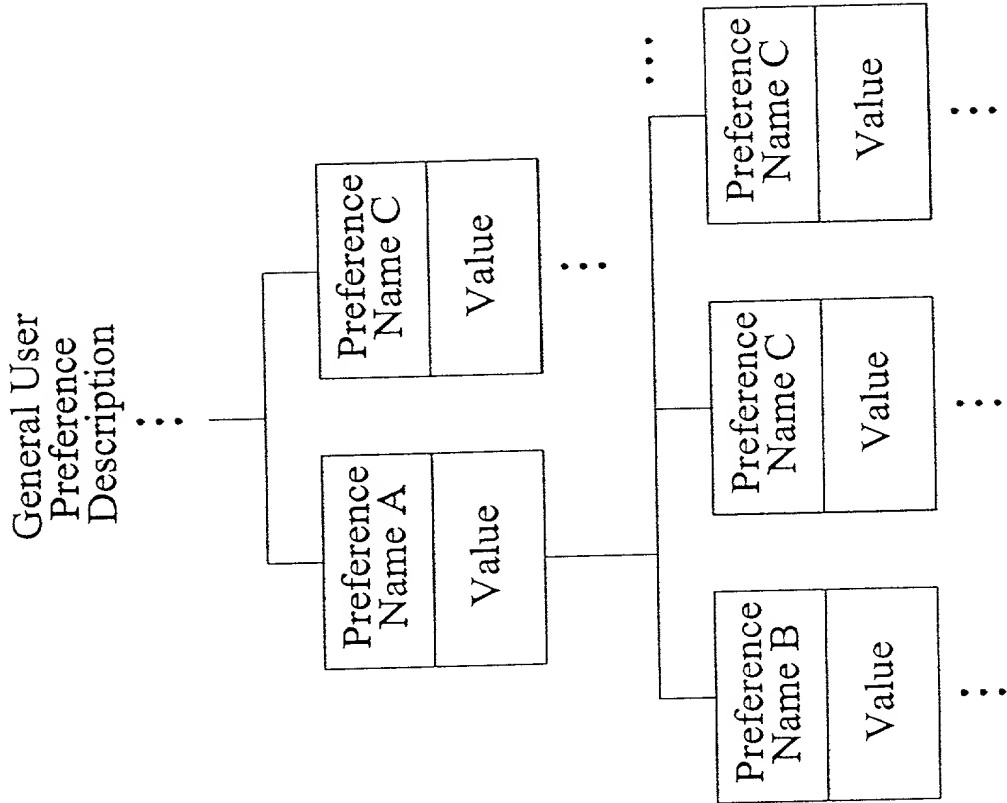 General User
Preference
Description
...
Preference
Name A
Value
Preference
Name C
Value
...
Preference
Name B
Value
...
Preference
Name C
Value
...
Preference
Name C
Value
...
...